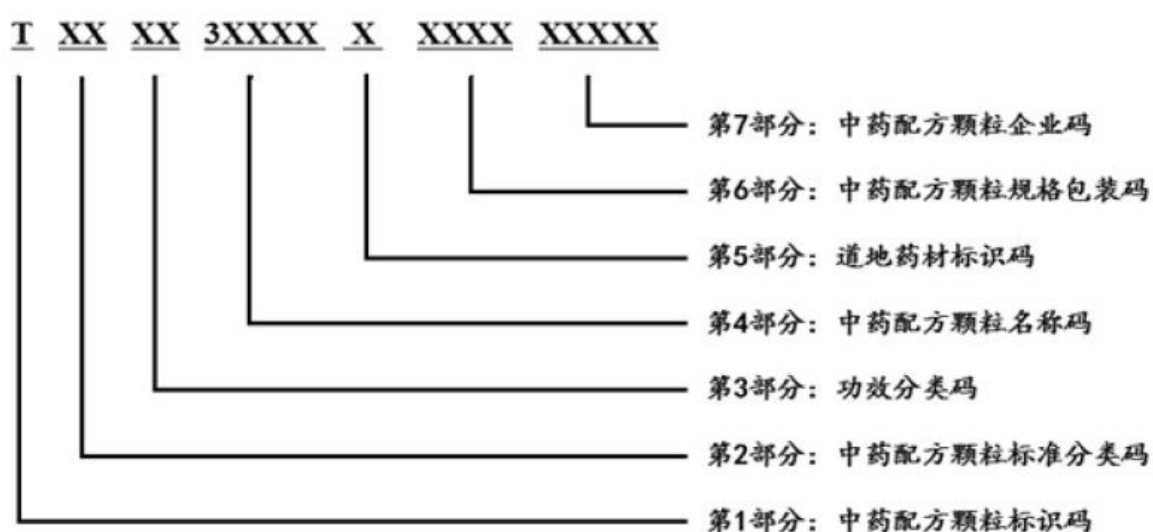 T XX XX 3XXXX X XXXX XXXXX
第7部分：中药配方颗粒企业码
第6部分：中药配方颗粒规格包装码
第5部分：道地药材标识码
第4部分：中药配方颗粒名称码
第3部分：功效分类码
第2部分：中药配方颗粒标准分类码
第1部分：中药配方颗粒标识码